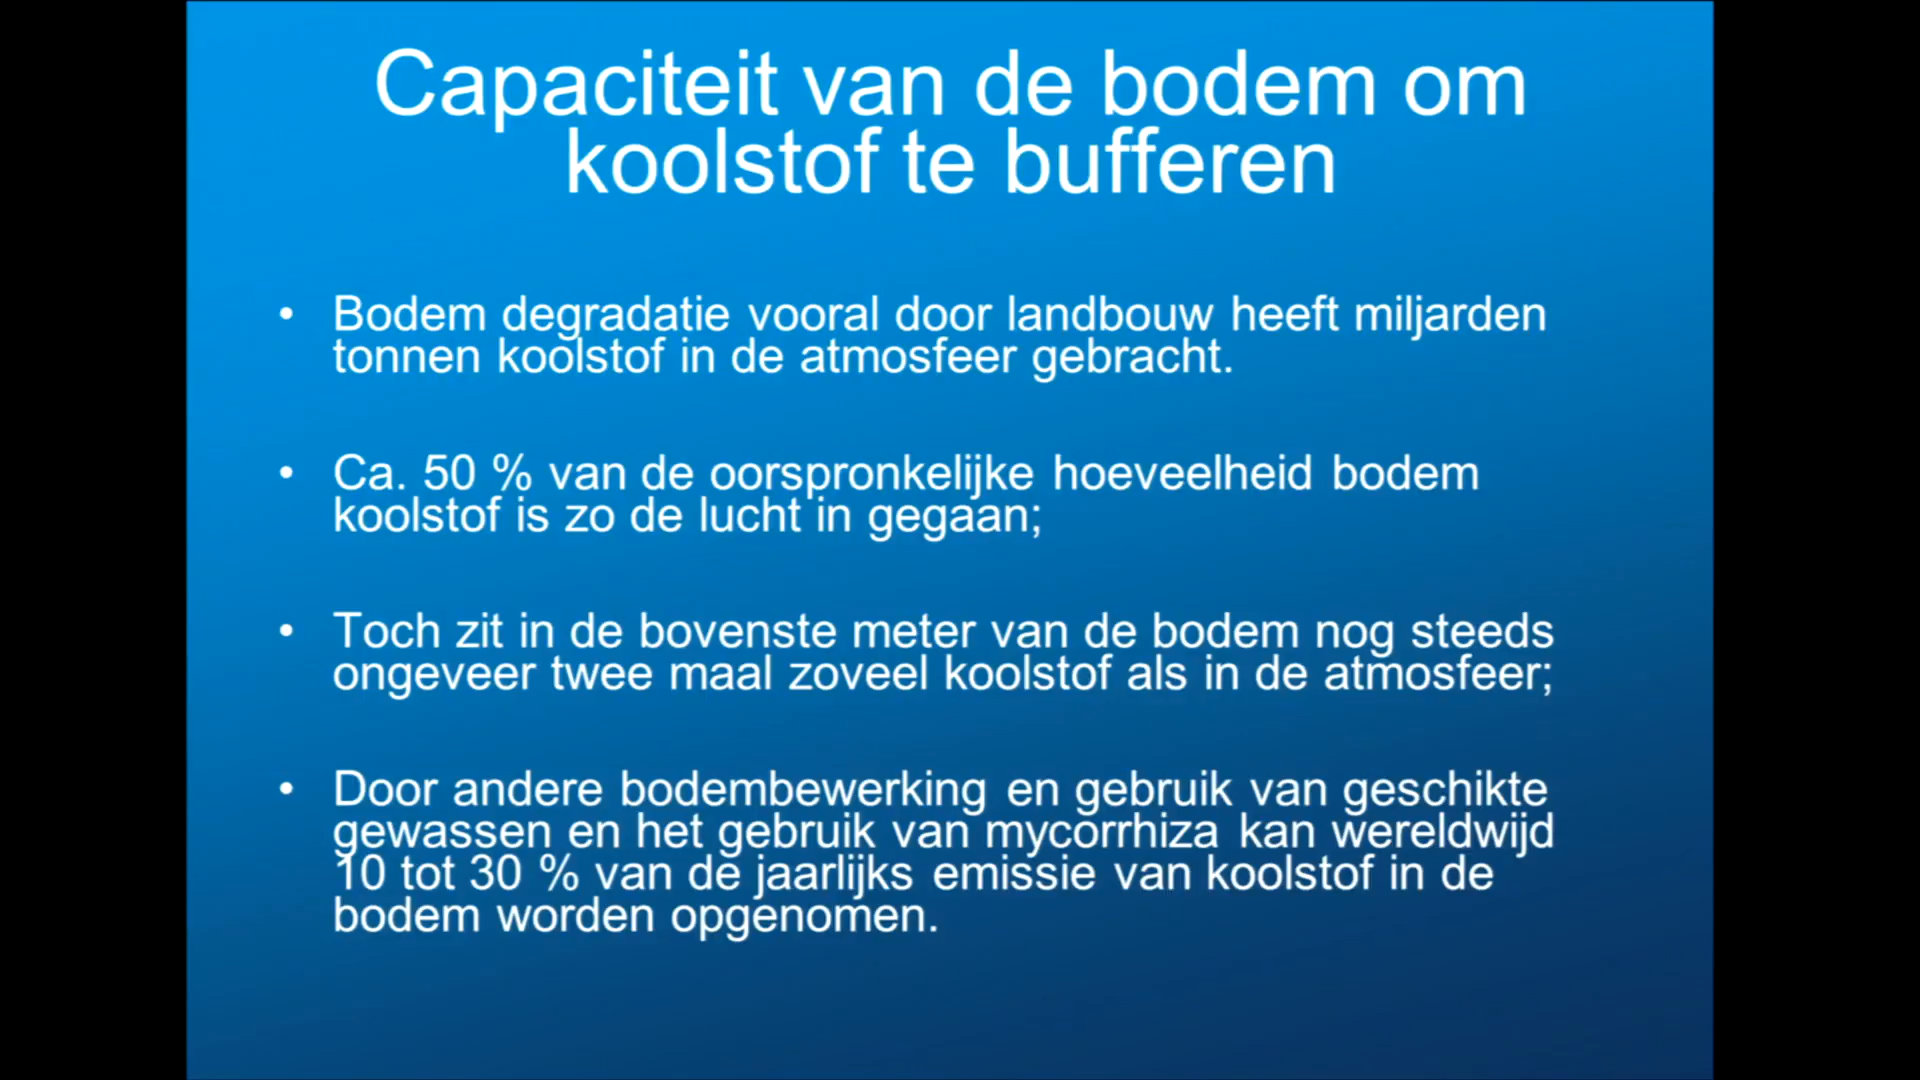 Capaciteit van de bodem om
koolstof te bufferen
• Bodem degradatie vooral door landbouw heeft miljarden
tonnen koolstof in de atmosfeer gebracht.
• Ca. 50 % van de oorspronkelijke hoeveelheid bodem
koolstof is zo de lucht in gegaan;
• Toch zit in de bovenste meter van de bodem nog steeds
ongeveer twee maal zoveel koolstof als in de atmosfeer;
• Door andere bodembewerking en gebruik van geschikte
gewassen en het gebruik van mycorrhiza kan wereldwijd
10 tot 30 % van de jaarlijks emissie van koolstof in de
bodem worden opgenomen.